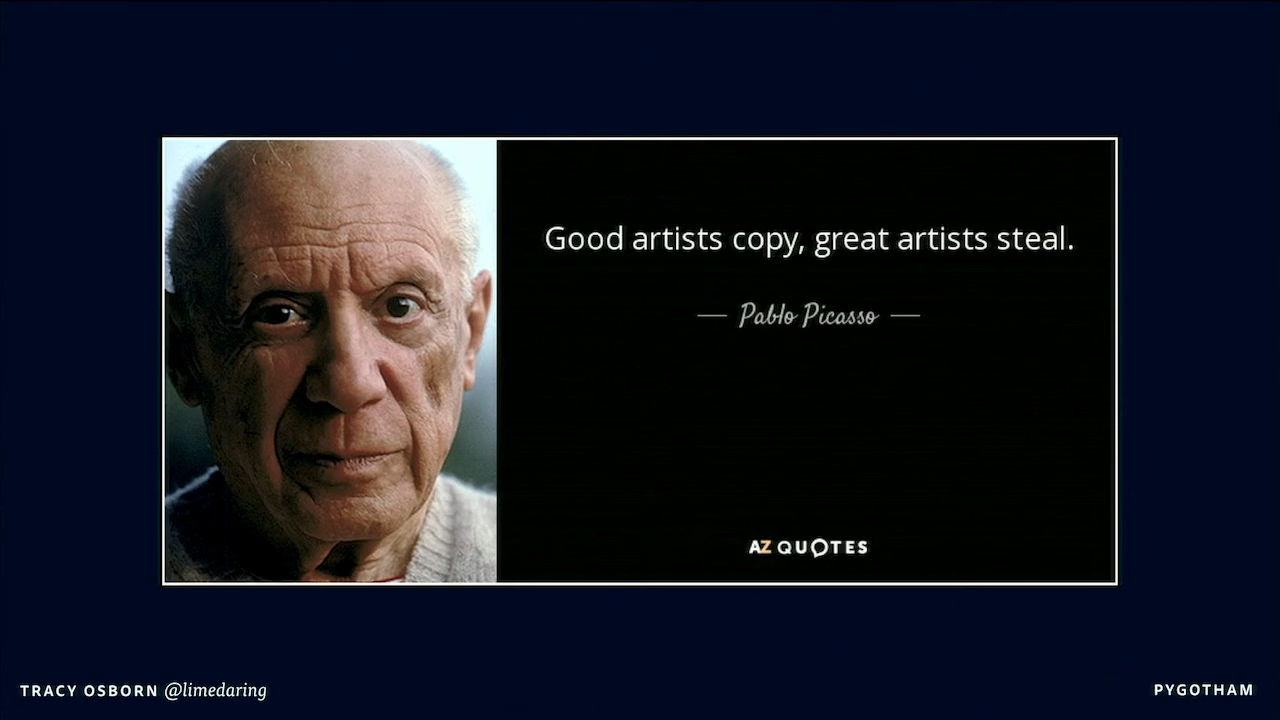 Good artists copy, great artists steal.
— Pablo Picasso —
AZ QUOTES
TRACY OSBORN @limedaring
PYGOTHAM